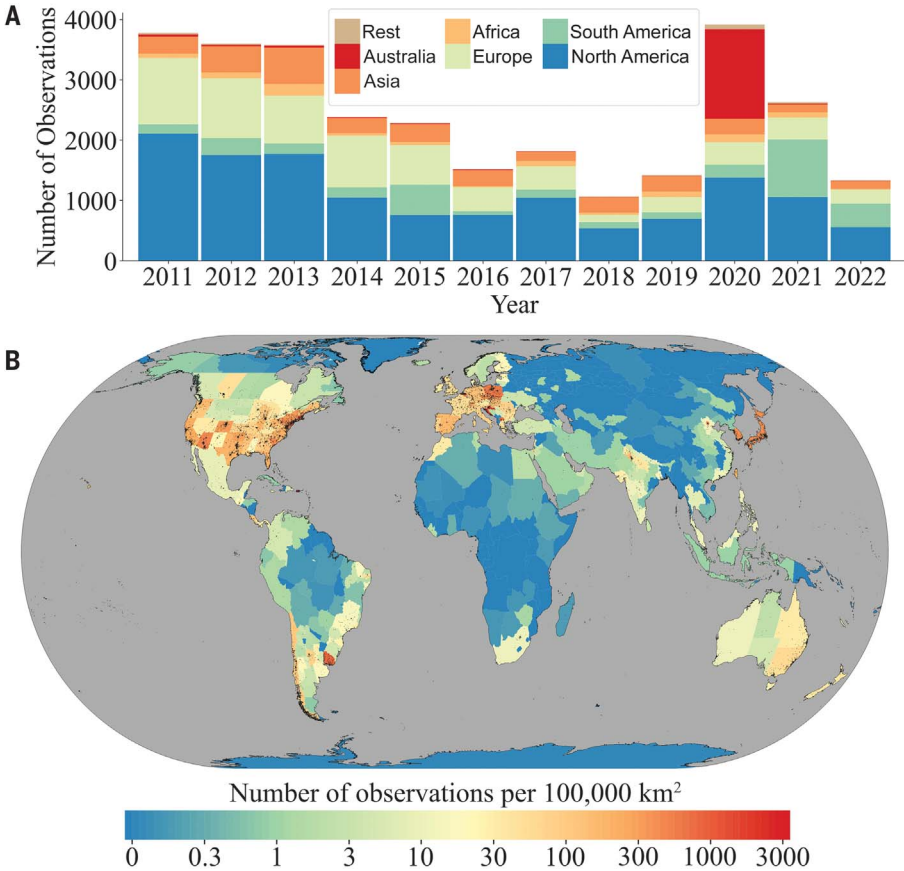 A
Number of Observations
4000
3000
2000
1000
0
Rest
Australia
Asia
Africa
Europe
South America
North America
2011 2012 2013 2014 2015 2016 2017 2018 2019 2020 2021 2022
Year
B
Number of observations per 100,000 km²
0 0.3 1 3 10 30 100 300 1000 3000